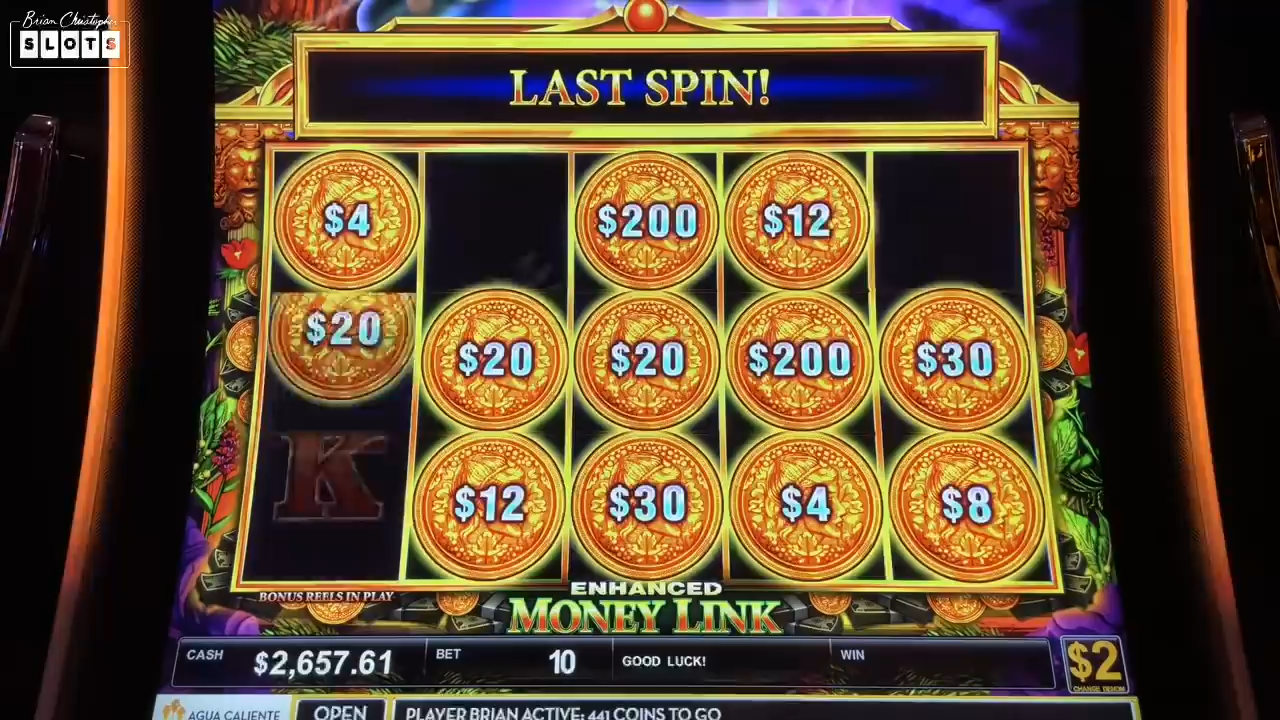 Brian Christopher
SLOTS
LAST SPIN!
$4 $200 $12
$20 $20 $20 $200 $30
K $12 $30 $4 $8
BONUS REELS IN PLAY
ENHANCED
MONEY LINK
CASH $2,657.61 BET 10 GOOD LUCK! WIN $2
CHANGE DENOM
AGUA CALIENTE OPEN PLAYER BRIAN ACTIVE: 441 COINS TO GO